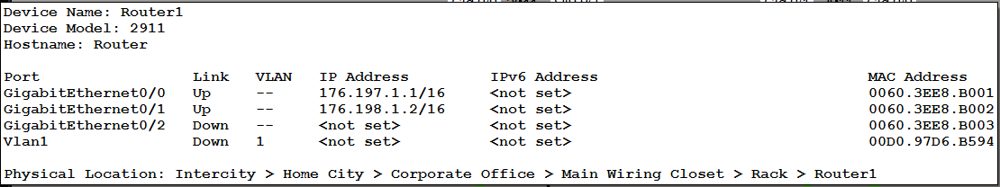 Device Name: Router1
Device Model: 2911
Hostname: Router
Port Link VLAN IP Address IPv6 Address MAC Address
GigabitEthernet0/0 Up -- 176.197.1.1/16 <not set> 0060.3EE8.B001
GigabitEthernet0/1 Up -- 176.198.1.2/16 <not set> 0060.3EE8.B002
GigabitEthernet0/2 Down -- <not set> <not set> 0060.3EE8.B003
Vlan1 Down 1 <not set> <not set> 00D0.97D6.B594
Physical Location: Intercity > Home City > Corporate Office > Main Wiring Closet > Rack > Router1